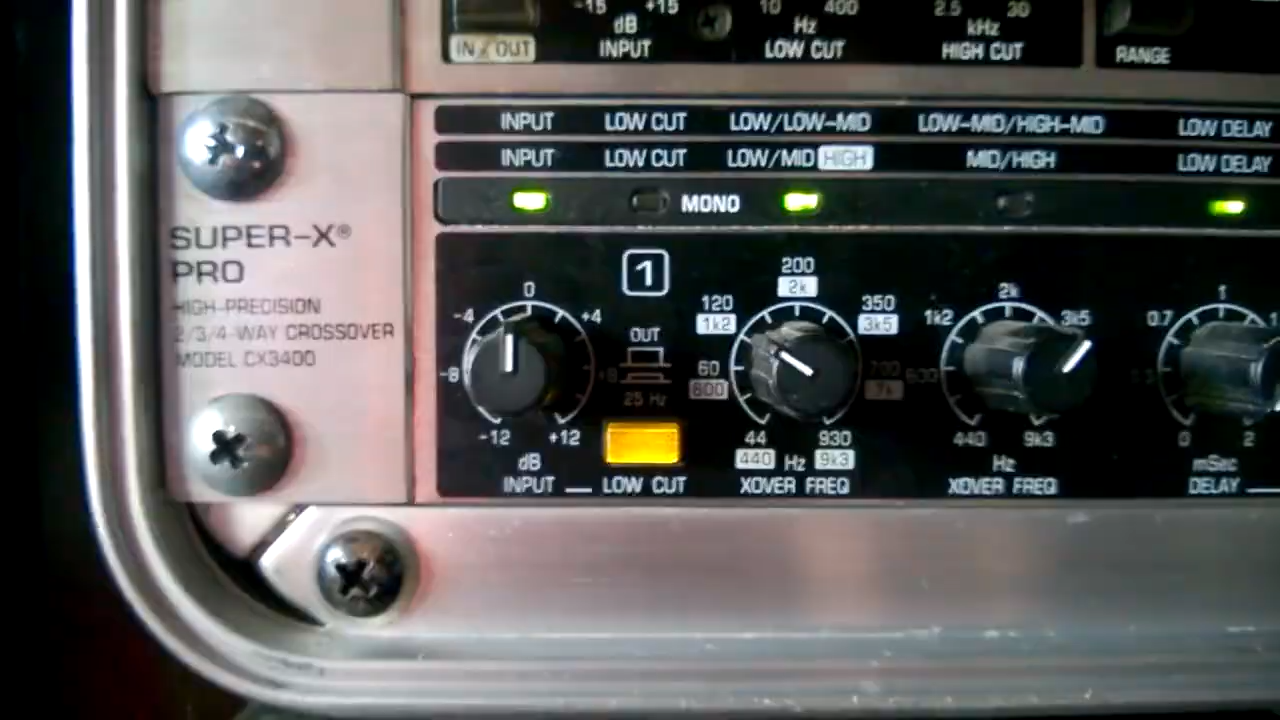 -15 +15 10 400 2.5 30
dB Hz kHz
IN / OUT INPUT LOW CUT HIGH CUT RANGE
INPUT LOW CUT LOW/LOW-MID LOW-MID/HIGH-MID LOW DELAY
INPUT LOW CUT LOW/MID HIGH MID/HIGH LOW DELAY
MONO
SUPER-X®
PRO
HIGH-PRECISION
2/3/4-WAY CROSSOVER
MODEL CX3400
1
0
-4 +4
-8 +8
-12 +12
dB
INPUT
OUT
25 Hz
LOW CUT
200
2k
120 350
1k2 3k5
60 700
600 7k
44 930
440 Hz 9k3
XOVER FREQ
2k
1k2 3k5
630
440 9k3
Hz
XOVER FREQ
1
0.7
0 2
mSec
DELAY